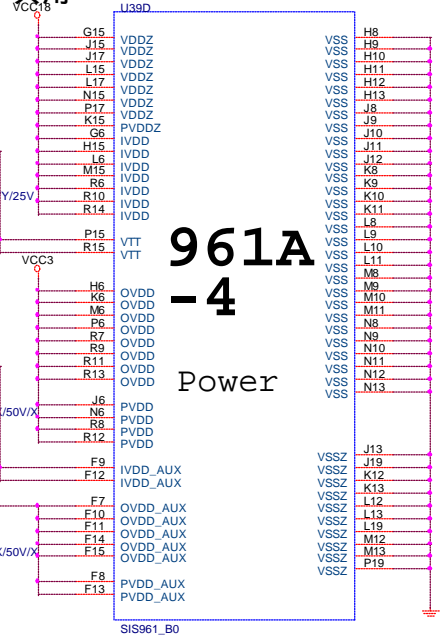 VCC18
U39D
G15 VDDZ
J15 VDDZ
J17 VDDZ
L15 VDDZ
L17 VDDZ
N15 VDDZ
P17 VDDZ
K15 PVDDZ
G6 IVDD
H15 IVDD
L6 IVDD
M15 IVDD
R6 IVDD
R10 IVDD
R14 IVDD
Y/25V
P15 VTT
R15 VTT
VCC3
H6 OVDD
K6 OVDD
M6 OVDD
P6 OVDD
R7 OVDD
R9 OVDD
R11 OVDD
R13 OVDD
J6 PVDD
N6 PVDD
R8 PVDD
R12 PVDD
/50V/X
F9 IVDD_AUX
F12 IVDD_AUX
F7 OVDD_AUX
F10 OVDD_AUX
F11 OVDD_AUX
F14 OVDD_AUX
F15 OVDD_AUX
/50V/X
F8 PVDD_AUX
F13 PVDD_AUX
961A
-4
Power
VSS H8
VSS H9
VSS H10
VSS H11
VSS H12
VSS H13
VSS J8
VSS J9
VSS J10
VSS J11
VSS J12
VSS K8
VSS K9
VSS K10
VSS K11
VSS L8
VSS L9
VSS L10
VSS L11
VSS M8
VSS M9
VSS M10
VSS M11
VSS N8
VSS N9
VSS N10
VSS N11
VSS N12
VSS N13
VSSZ J13
VSSZ J19
VSSZ K12
VSSZ K13
VSSZ L12
VSSZ L13
VSSZ L19
VSSZ M12
VSSZ M13
VSSZ P19
SIS961_B0